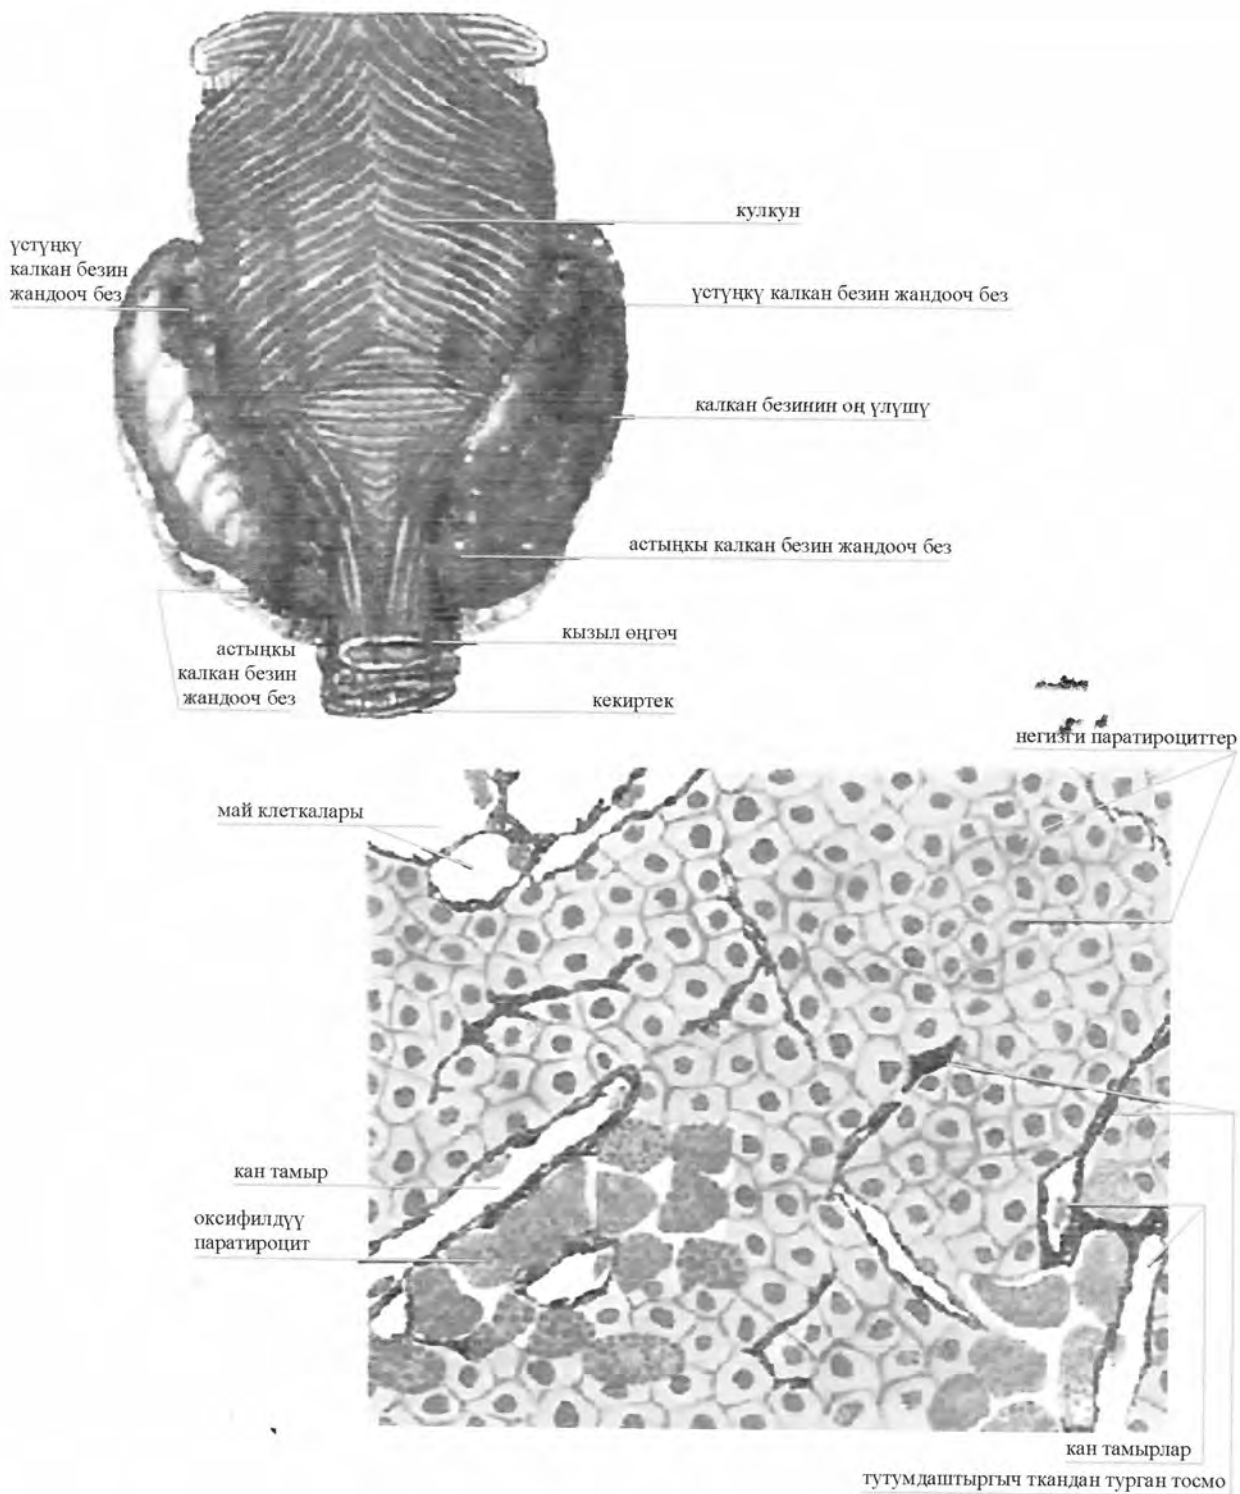 кулкун
үстүңкү
калкан безин
жандооч без
үстүңкү калкан безин жандооч без
калкан безинин оң үлүшү
астыңкы калкан безин жандооч без
кызыл өңгөч
астыңкы
калкан безин
жандооч без
кекиртек
негизги паратироциттер
май клеткалары
кан тамыр
оксифилдүү
паратироцит
кан тамырлар
тутумдаштыргыч ткандан турган тосмо